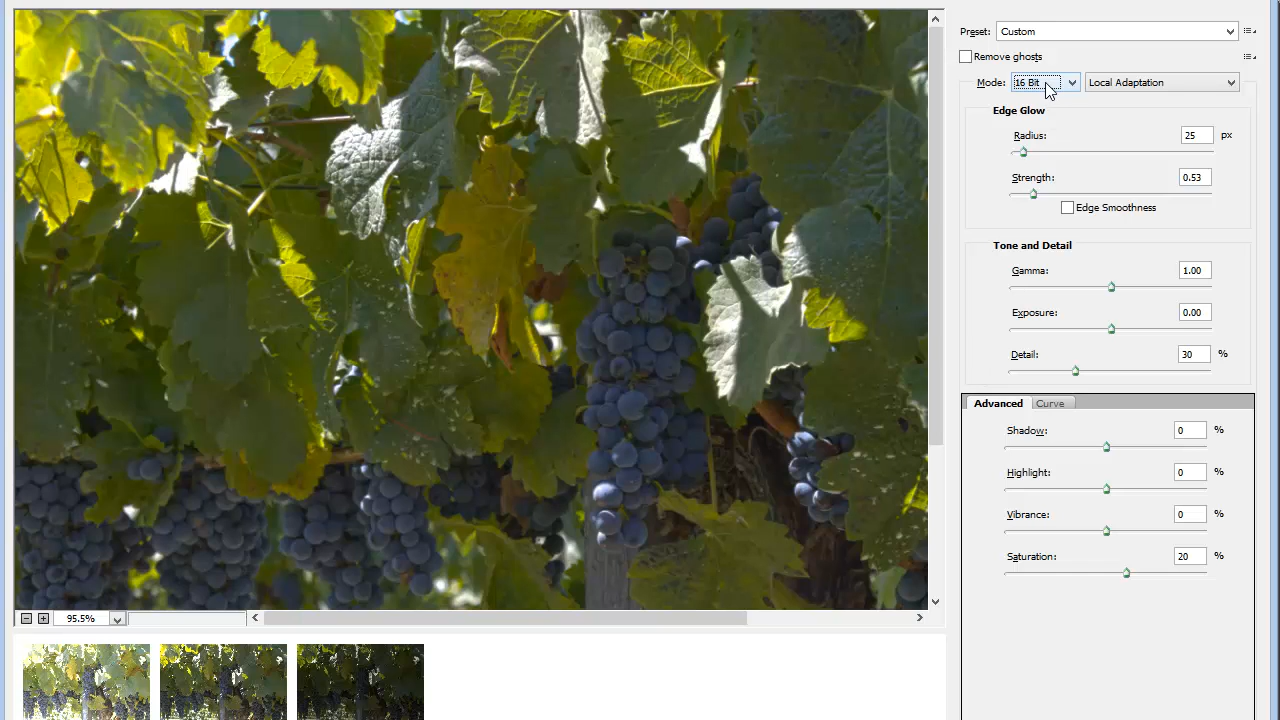 Preset: Custom
Remove ghosts
Mode: 16 Bit Local Adaptation
Edge Glow
Radius: 25 px
Strength: 0.53
Edge Smoothness
Tone and Detail
Gamma: 1.00
Exposure: 0.00
Detail: 30 %
Advanced Curve
Shadow: 0 %
Highlight: 0 %
Vibrance: 0 %
Saturation: 20 %
95.5%